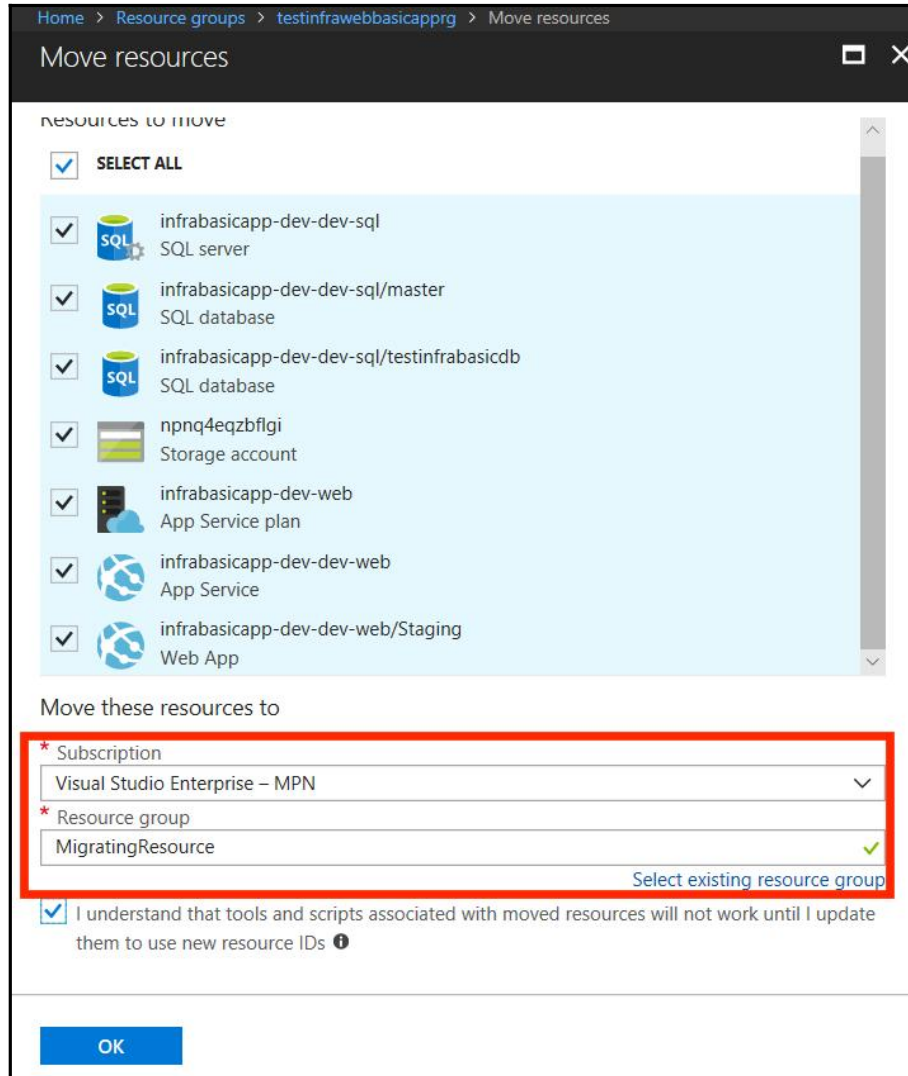 Home > Resource groups > testinfrawebbasicapprg > Move resources
Move resources
Resources to move
SELECT ALL
infrabasicapp-dev-dev-sql
SQL server
infrabasicapp-dev-dev-sql/master
SQL database
infrabasicapp-dev-dev-sql/testinfrabasicdb
SQL database
npnq4eqzbflgi
Storage account
infrabasicapp-dev-web
App Service plan
infrabasicapp-dev-dev-web
App Service
infrabasicapp-dev-dev-web/Staging
Web App
Move these resources to
* Subscription
Visual Studio Enterprise – MPN
* Resource group
MigratingResource
Select existing resource group
I understand that tools and scripts associated with moved resources will not work until I update
them to use new resource IDs
OK